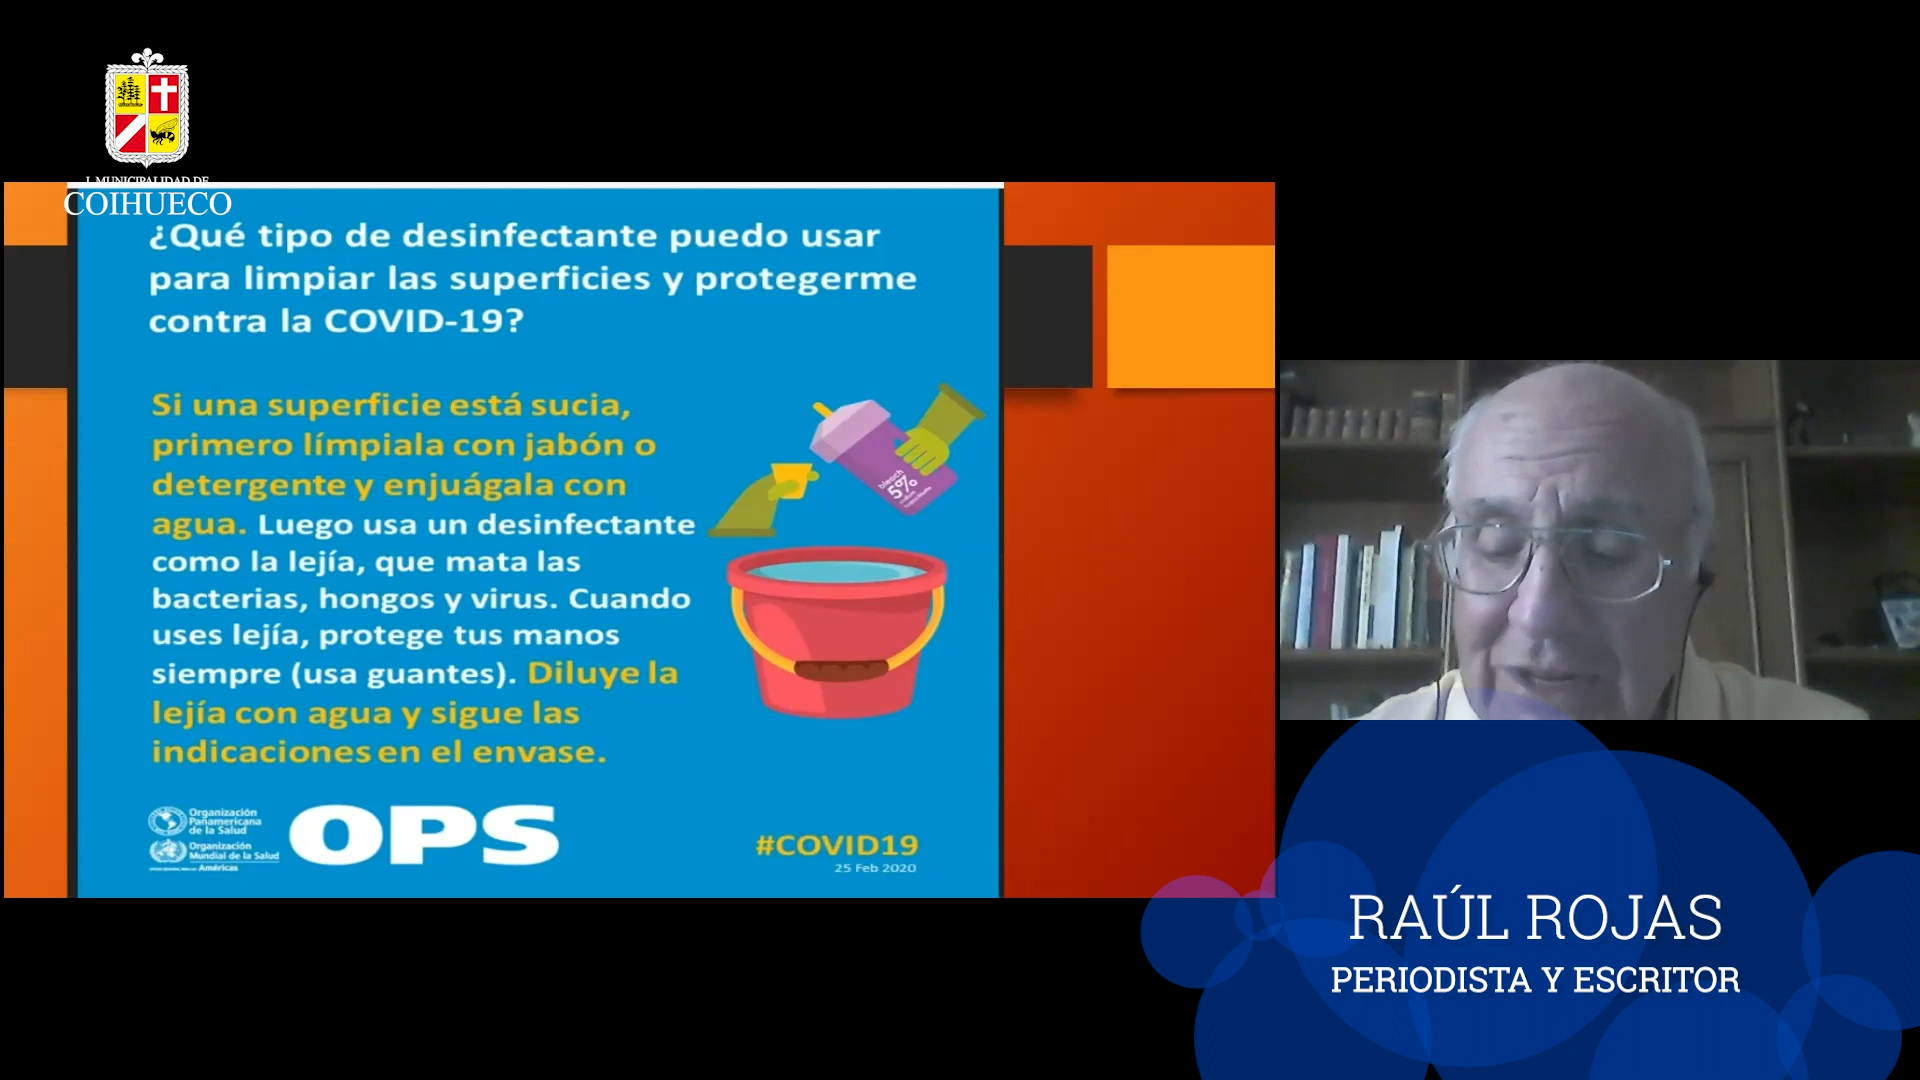 I. MUNICIPALIDAD DE
COIHUECO
¿Qué tipo de desinfectante puedo usar
para limpiar las superficies y protegerme
contra la COVID-19?
Si una superficie está sucia,
primero límpiala con jabón o
detergente y enjuágala con
agua. Luego usa un desinfectante
como la lejía, que mata las
bacterias, hongos y virus. Cuando
uses lejía, protege tus manos
siempre (usa guantes). Diluye la
lejía con agua y sigue las
indicaciones en el envase.
bleach
5%
Organización
Panamericana
de la Salud
Organización
Mundial de la Salud
Américas
OPS
#COVID19
25 Feb 2020
RAÚL ROJAS
PERIODISTA Y ESCRITOR